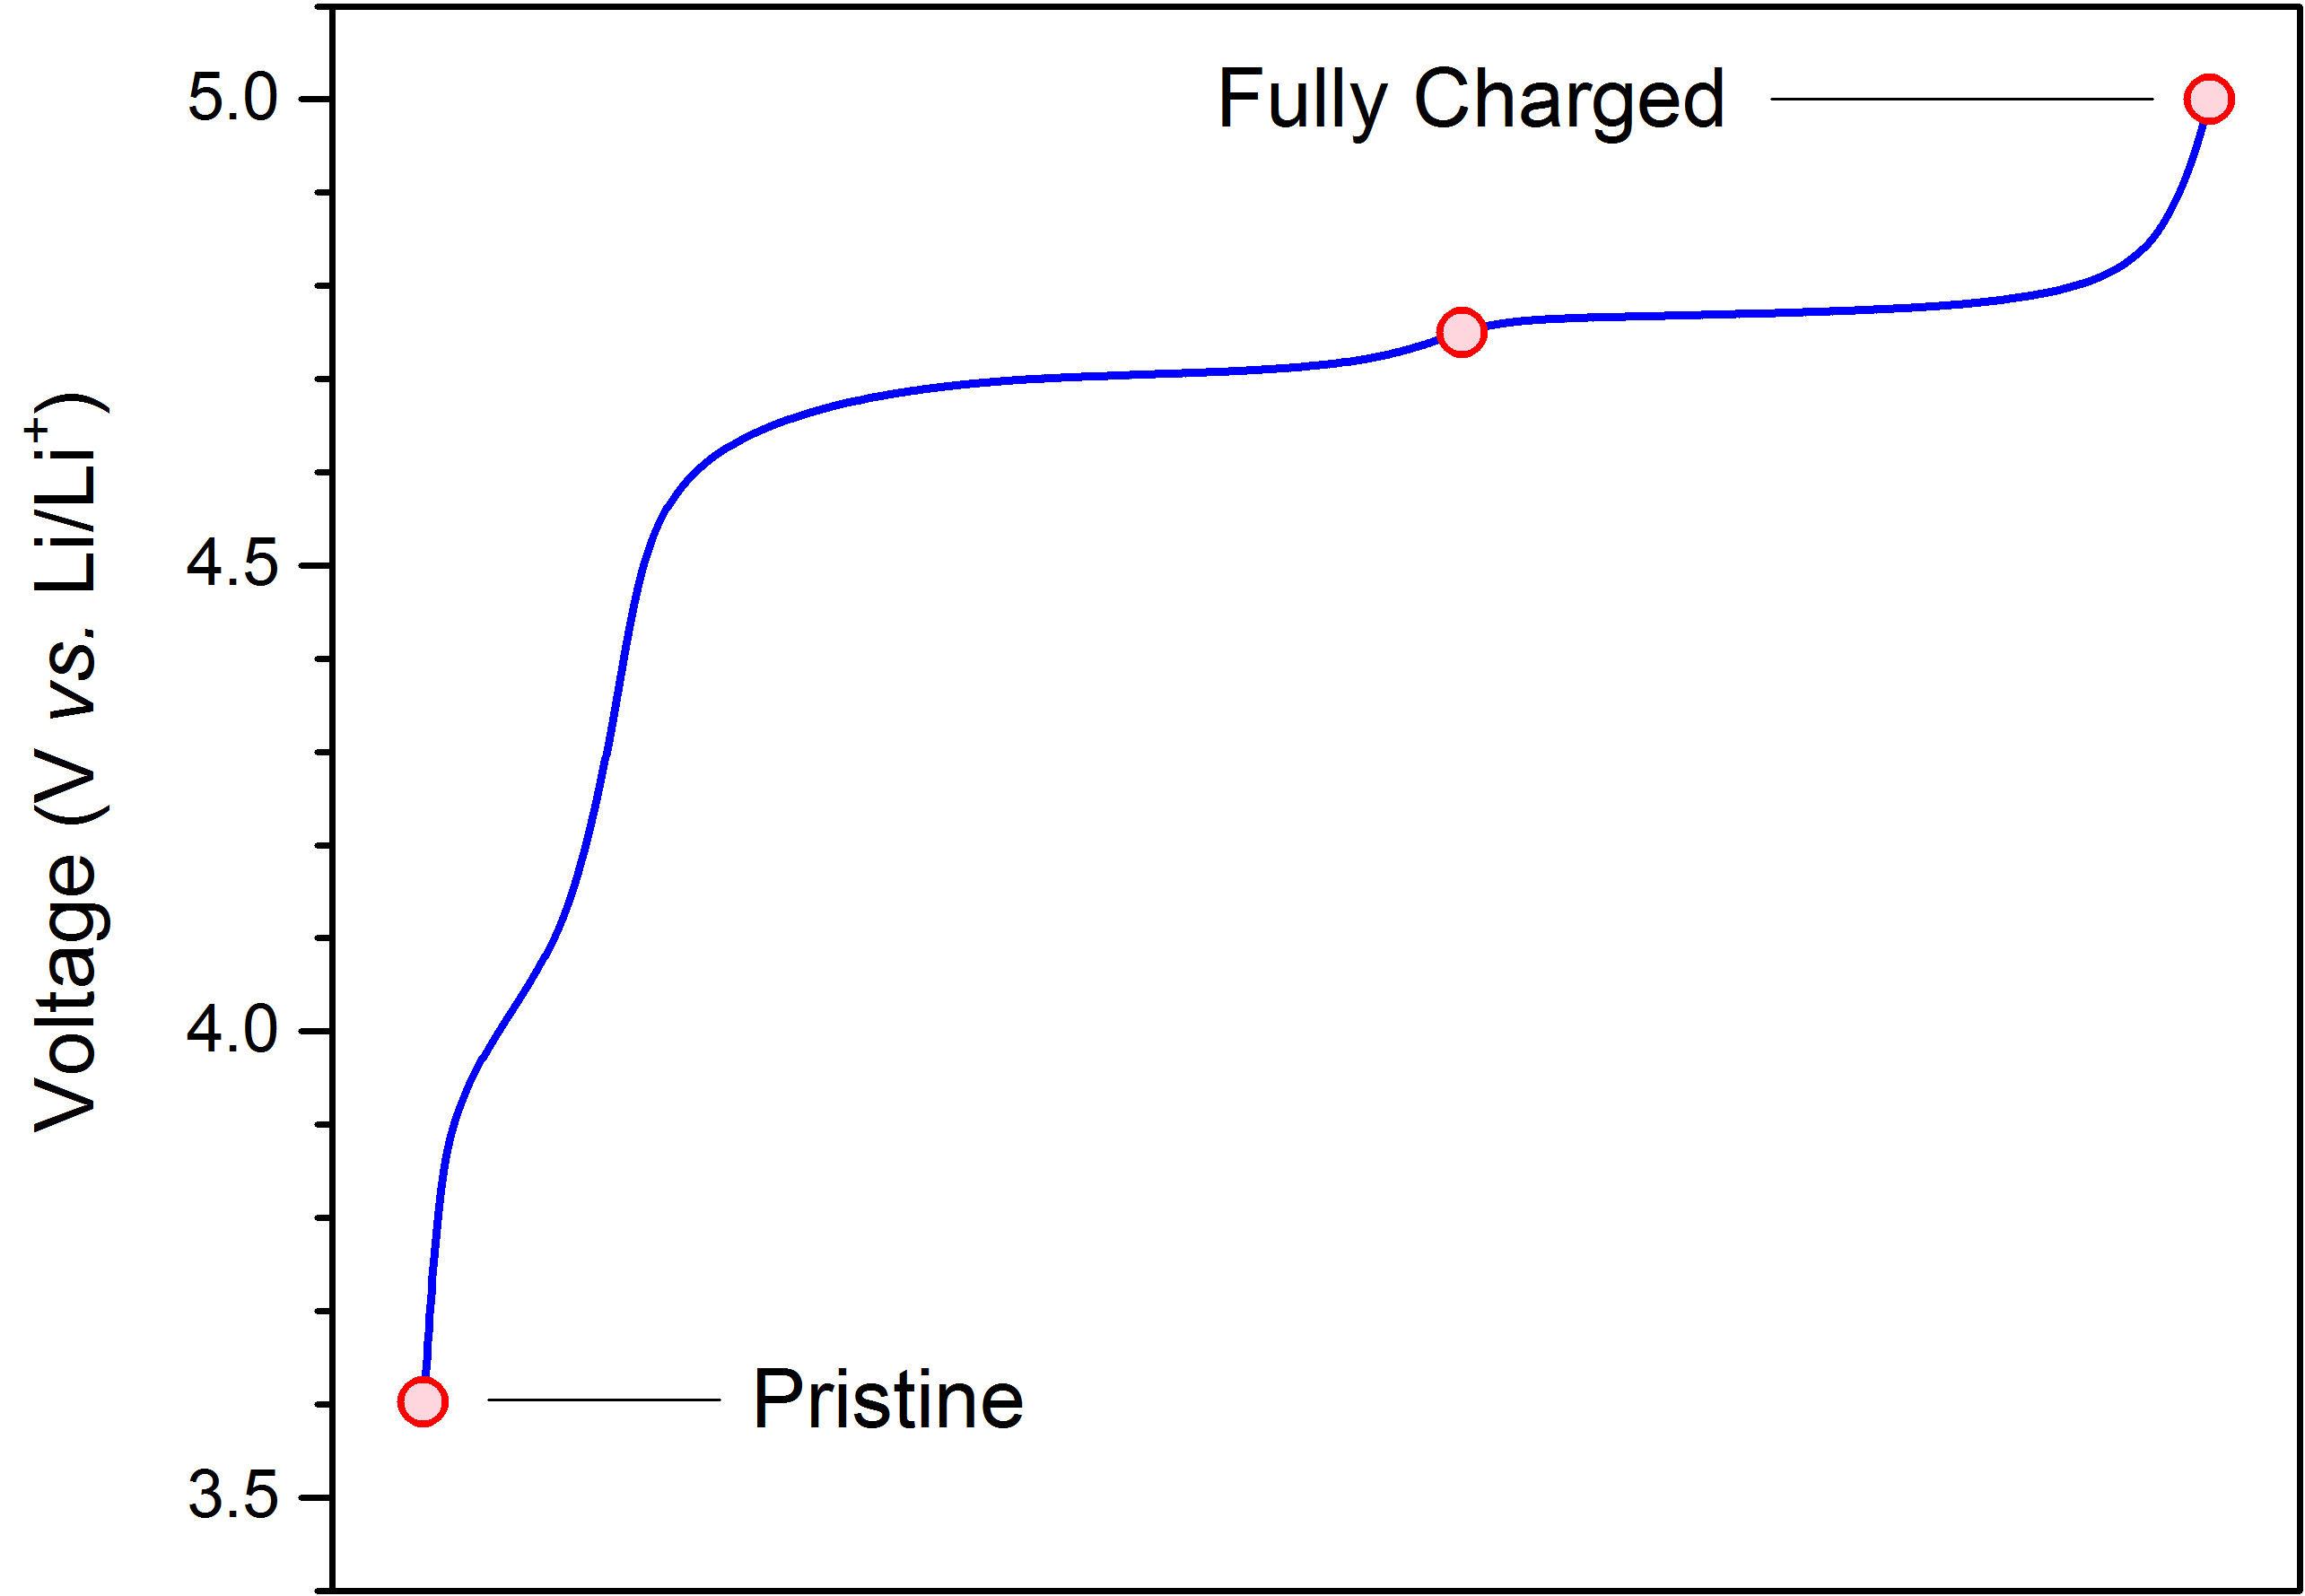 5.0
Fully Charged
4.5
Voltage (V vs. Li/Li⁺)
4.0
Pristine
3.5